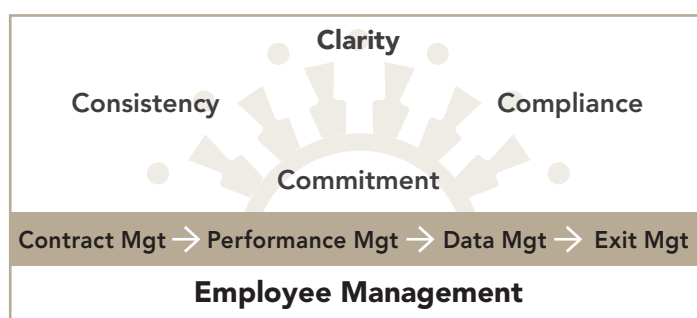 Clarity
Consistency Compliance
Commitment
Contract Mgt → Performance Mgt → Data Mgt → Exit Mgt
Employee Management